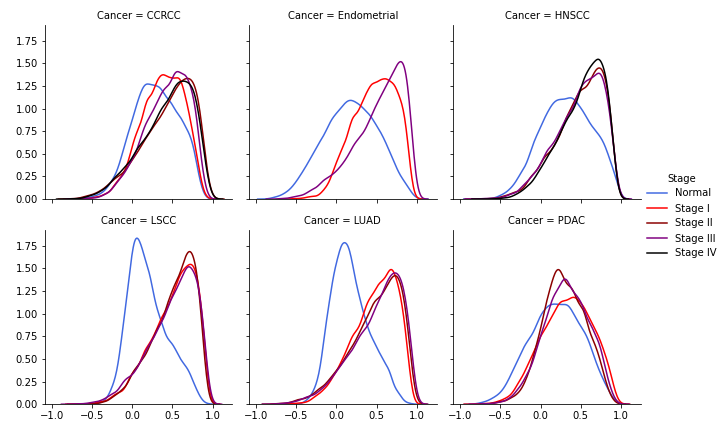 Cancer = CCRCC
Cancer = Endometrial
Cancer = HNSCC
1.75
1.50
1.25
1.00
0.75
0.50
0.25
0.00
Stage
Normal
Stage I
Stage II
Stage III
Stage IV
Cancer = LSCC
Cancer = LUAD
Cancer = PDAC
1.75
1.50
1.25
1.00
0.75
0.50
0.25
0.00
−1.0 −0.5 0.0 0.5 1.0
−1.0 −0.5 0.0 0.5 1.0
−1.0 −0.5 0.0 0.5 1.0